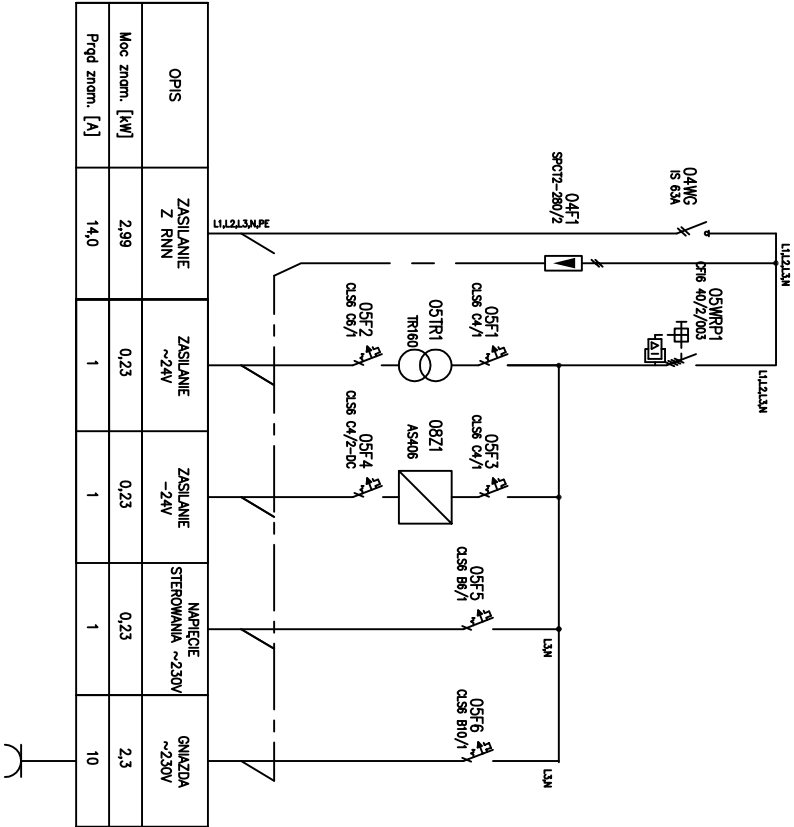 L1,L2,L3,N
L1,L2,L3,N
04WG
IS 63A
05WRP1
CFI6 40/2/003
ΔI
04F1
SPCT2-280/2
L3,N
L3,N
05F1
CLS6 C4/1
05F3
CLS6 C4/1
05F5
CLS6 B6/1
05F6
CLS6 B10/1
05TR1
TR160
08Z1
AS406
05F2
CLS6 C6/1
05F4
CLS6 C4/2-DC
L1,L2,L3,N,PE
OPIS
ZASILANIE
Z RNN
ZASILANIE
~24V
ZASILANIE
-24V
NAPIĘCIE
STEROWANIA ~230V
GNIAZDA
~230V
Moc znam. [kW] 2,99 0,23 0,23 0,23 2,3
Prąd znam. [A] 14,0 1 1 1 10